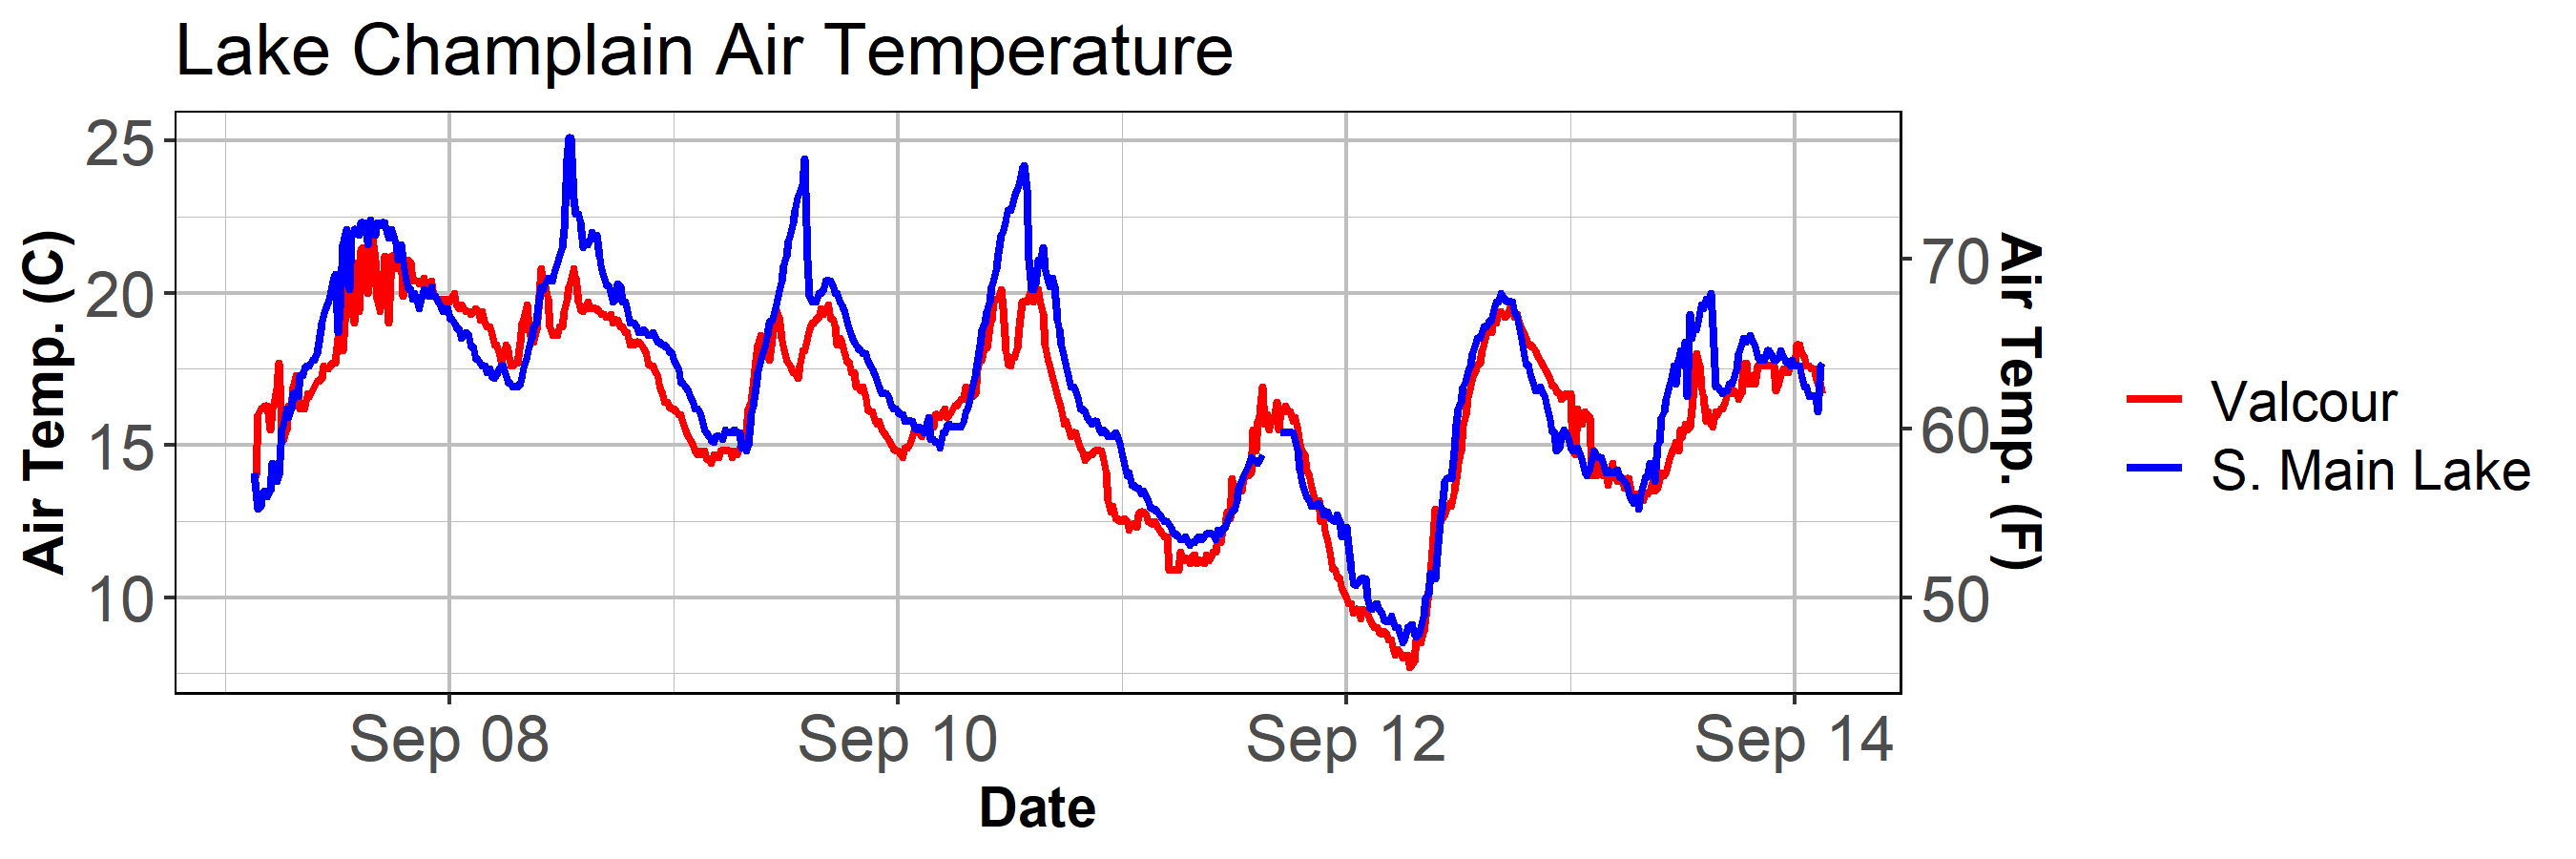 Lake Champlain Air Temperature
Air Temp. (C)
25
20
15
10
Air Temp. (F)
70
60
50
Sep 08
Sep 10
Sep 12
Sep 14
Date
Valcour
S. Main Lake